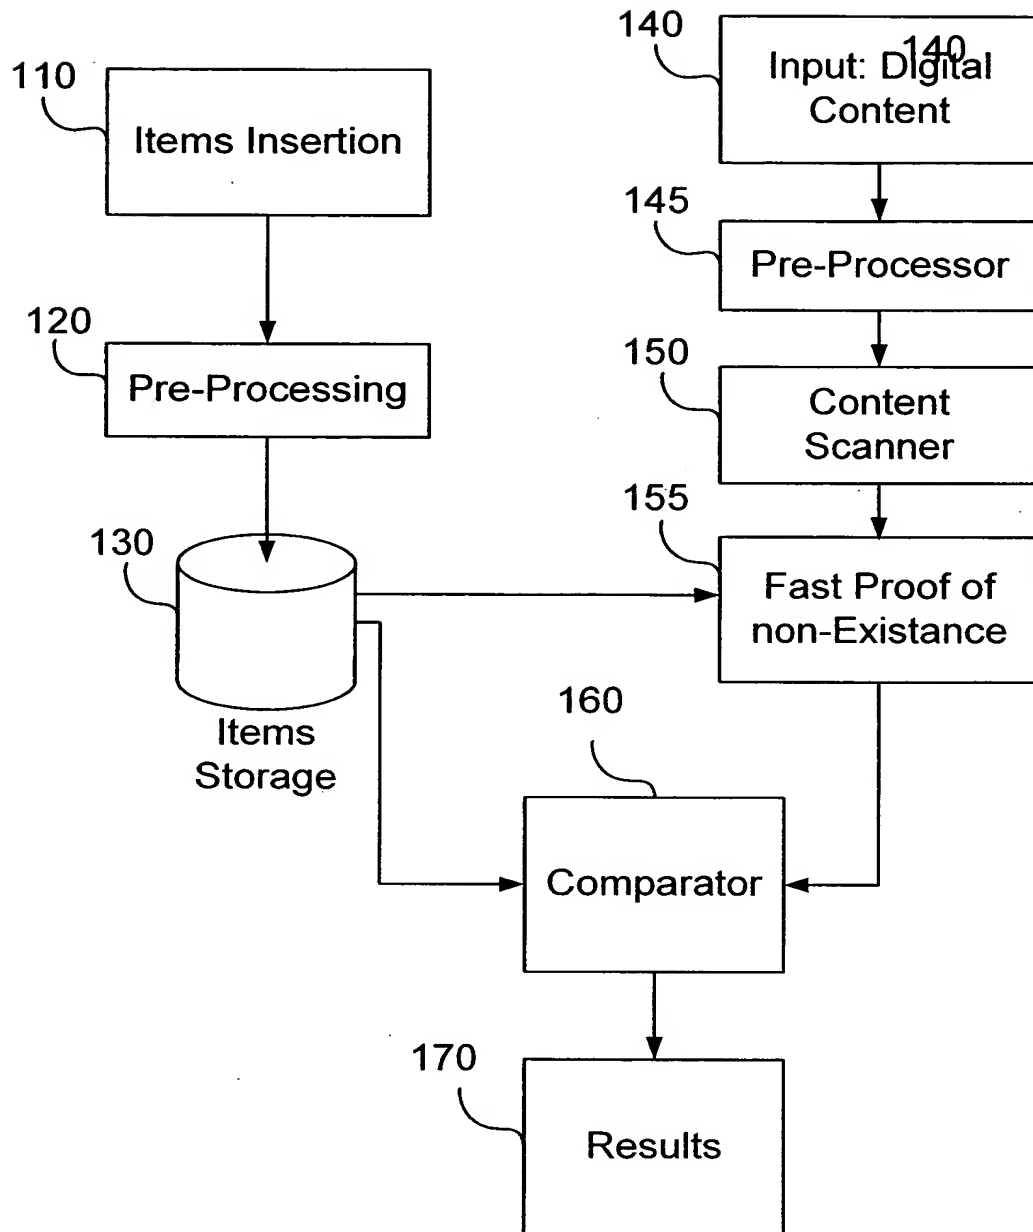 110
Items Insertion
120
Pre-Processing
130
Items
Storage
140
140
Input: Digital
Content
145
Pre-Processor
150
Content
Scanner
155
Fast Proof of
non-Existance
160
Comparator
170
Results